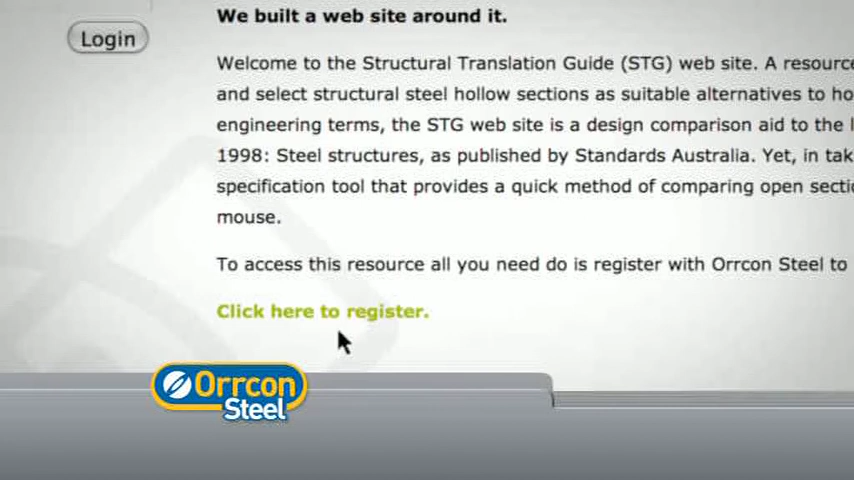 We built a web site around it.
Login
Welcome to the Structural Translation Guide (STG) web site. A resource
and select structural steel hollow sections as suitable alternatives to ho
engineering terms, the STG web site is a design comparison aid to the
1998: Steel structures, as published by Standards Australia. Yet, in tak
specification tool that provides a quick method of comparing open secti
mouse.
To access this resource all you need do is register with Orrcon Steel to
Click here to register.
Orrcon
Steel